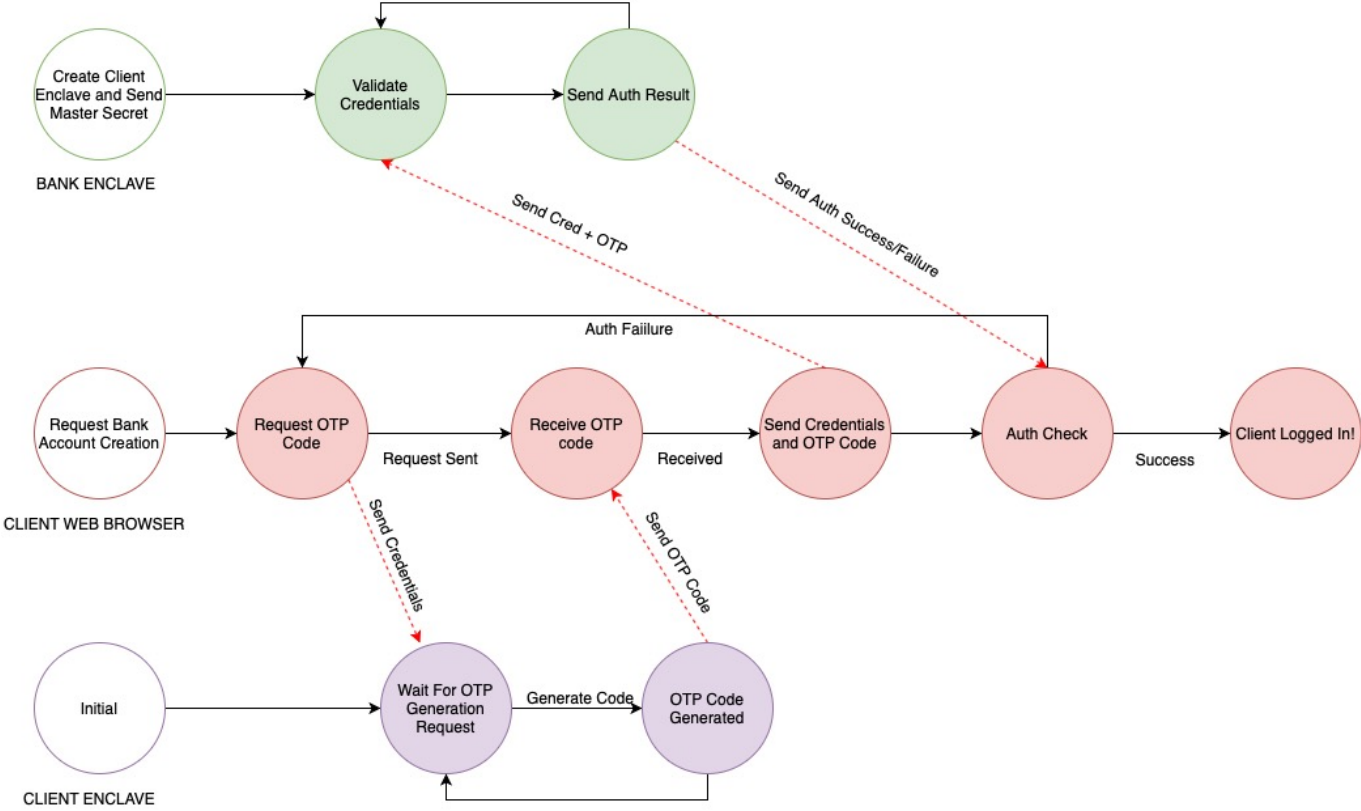 Create Client
Enclave and Send
Master Secret
Validate
Credentials
Send Auth Result
BANK ENCLAVE
Send Cred + OTP
Send Auth Success/Failure
Auth Faiilure
Request Bank
Account Creation
Request OTP
Code
Request Sent
Receive OTP
code
Received
Send Credentials
and OTP Code
Auth Check
Success
Client Logged In!
CLIENT WEB BROWSER
Send Credentials
Send OTP Code
Initial
Wait For OTP
Generation
Request
Generate Code
OTP Code
Generated
CLIENT ENCLAVE